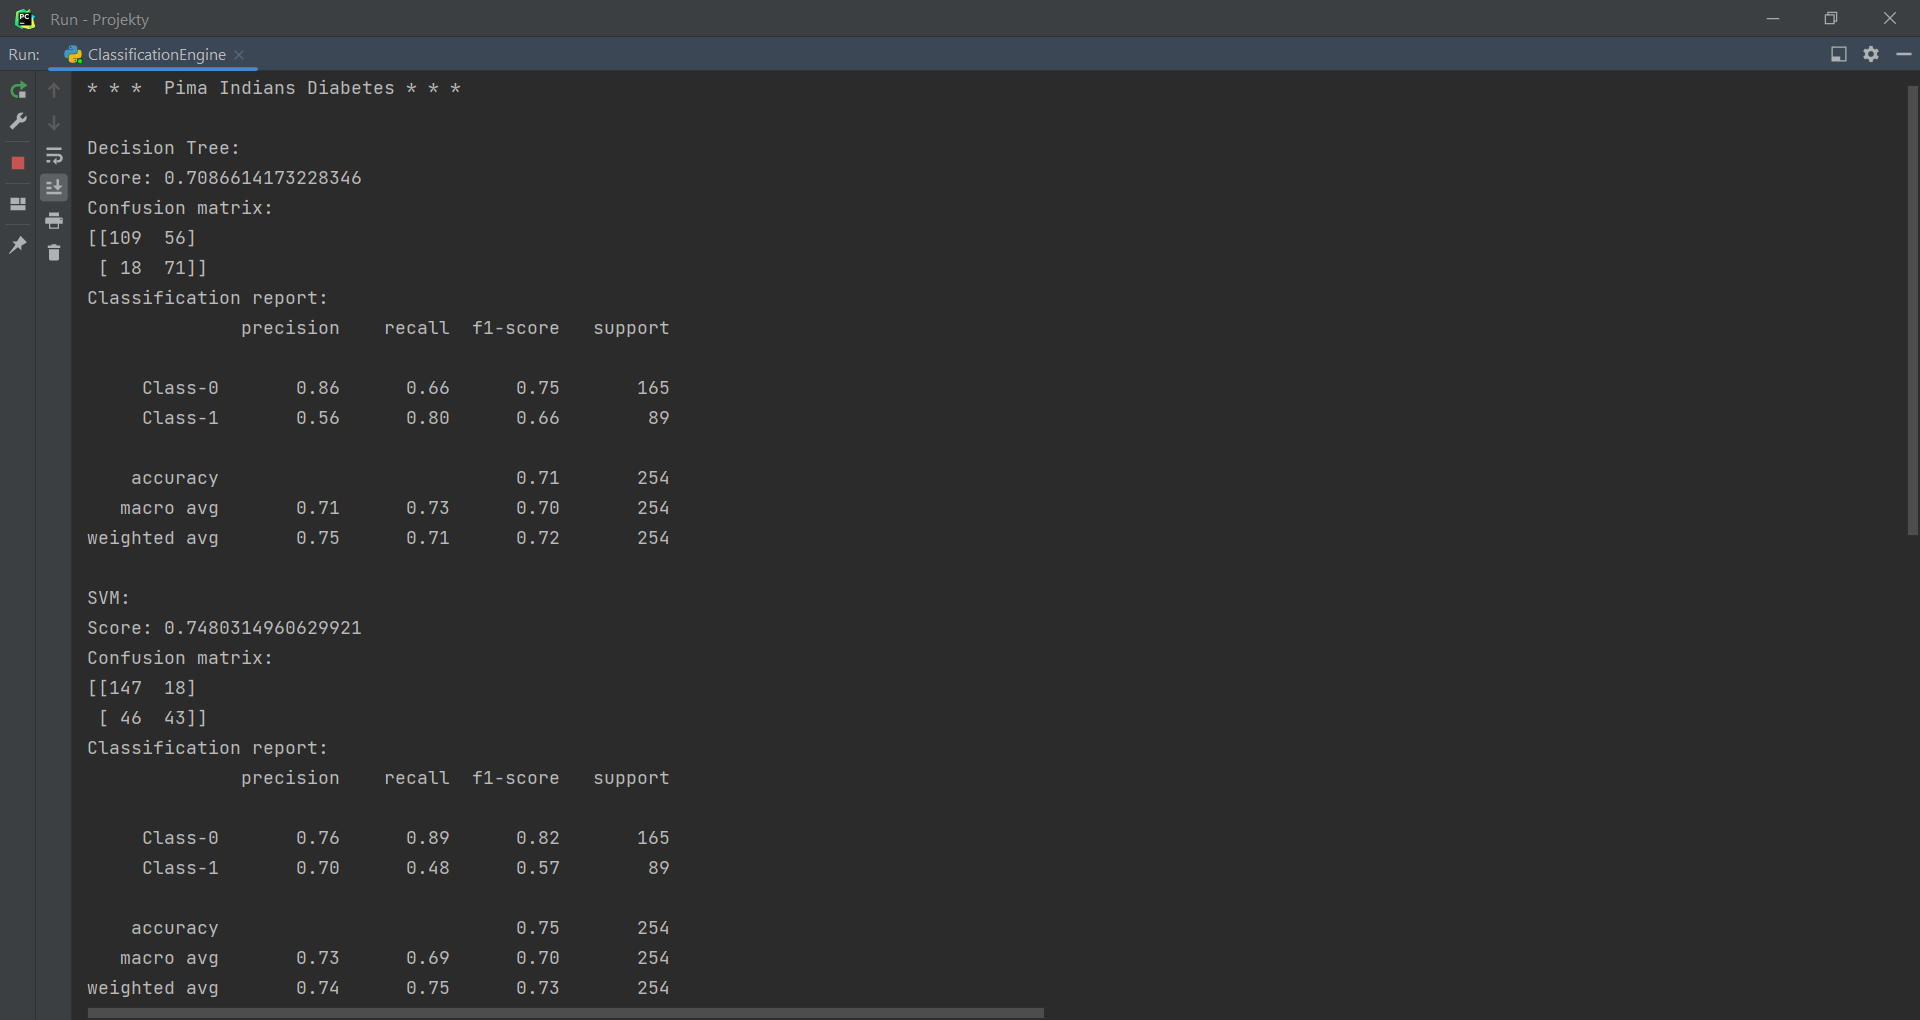 Run - Projekty
Run: ClassificationEngine
* * *  Pima Indians Diabetes * * *
Decision Tree:
Score: 0.7086614173228346
Confusion matrix:
[[109  56]
 [ 18  71]]
Classification report:
              precision    recall  f1-score   support
     Class-0       0.86      0.66      0.75       165
     Class-1       0.56      0.80      0.66        89
    accuracy                           0.71       254
   macro avg       0.71      0.73      0.70       254
weighted avg       0.75      0.71      0.72       254
SVM:
Score: 0.7480314960629921
Confusion matrix:
[[147  18]
 [ 46  43]]
Classification report:
              precision    recall  f1-score   support
     Class-0       0.76      0.89      0.82       165
     Class-1       0.70      0.48      0.57        89
    accuracy                           0.75       254
   macro avg       0.73      0.69      0.70       254
weighted avg       0.74      0.75      0.73       254